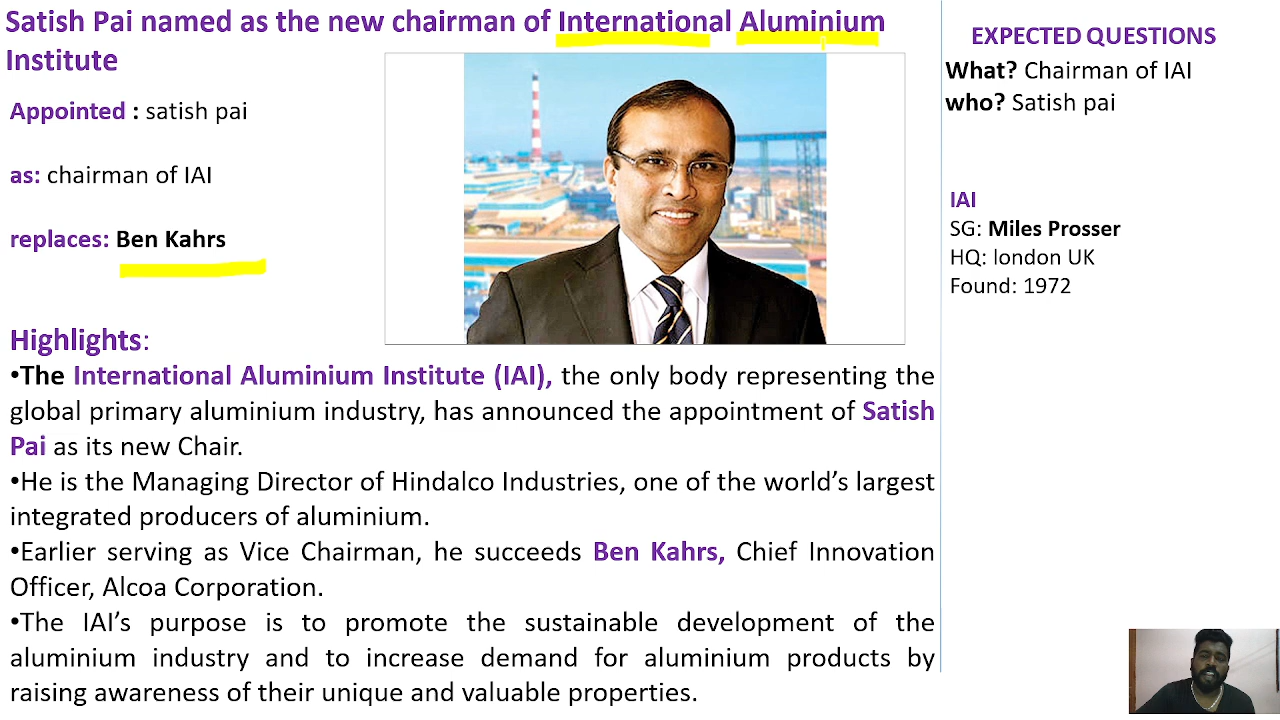 Satish Pai named as the new chairman of International Aluminium
Institute
Appointed : satish pai
as: chairman of IAI
replaces: Ben Kahrs
Highlights:
•The International Aluminium Institute (IAI), the only body representing the
global primary aluminium industry, has announced the appointment of Satish
Pai as its new Chair.
•He is the Managing Director of Hindalco Industries, one of the world’s largest
integrated producers of aluminium.
•Earlier serving as Vice Chairman, he succeeds Ben Kahrs, Chief Innovation
Officer, Alcoa Corporation.
•The IAI’s purpose is to promote the sustainable development of the
aluminium industry and to increase demand for aluminium products by
raising awareness of their unique and valuable properties.
EXPECTED QUESTIONS
What? Chairman of IAI
who? Satish pai
IAI
SG: Miles Prosser
HQ: london UK
Found: 1972